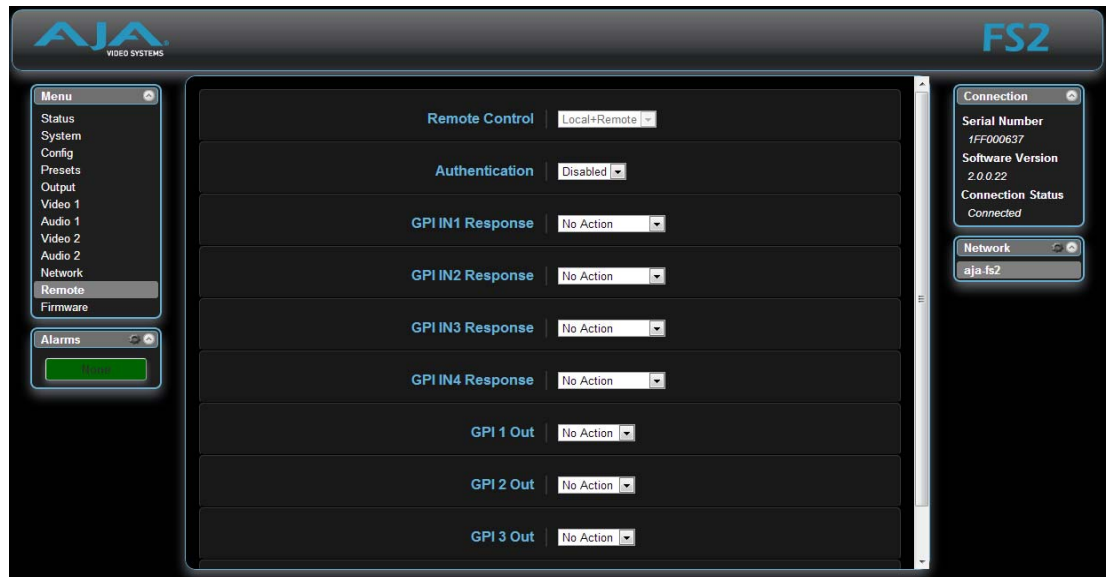 AJA
VIDEO SYSTEMS
FS2
Menu
Status
System
Config
Presets
Output
Video 1
Audio 1
Video 2
Audio 2
Network
Remote
Firmware
Alarms
None
Remote Control Local+Remote
Authentication Disabled
GPI IN1 Response No Action
GPI IN2 Response No Action
GPI IN3 Response No Action
GPI IN4 Response No Action
GPI 1 Out No Action
GPI 2 Out No Action
GPI 3 Out No Action
Connection
Serial Number
1FF000637
Software Version
2.0.0.22
Connection Status
Connected
Network
aja-fs2